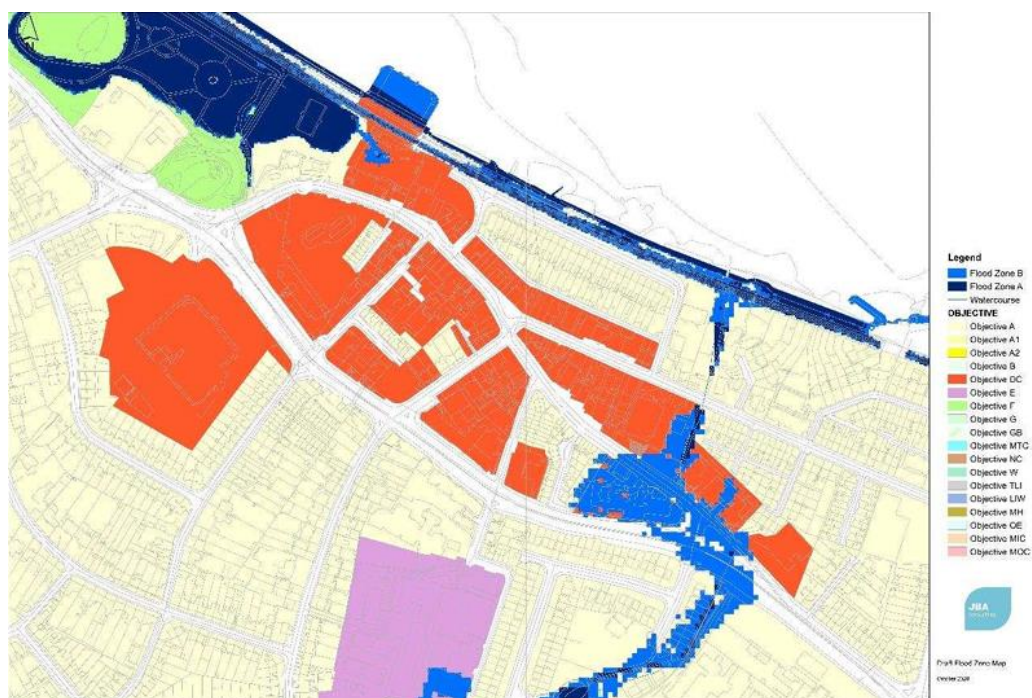 Legend
Flood Zone B
Flood Zone A
Watercourse
OBJECTIVE
Objective A
Objective A1
Objective A2
Objective B
Objective DC
Objective E
Objective F
Objective G
Objective GB
Objective MTC
Objective NC
Objective W
Objective TLI
Objective LIW
Objective MH
Objective OE
Objective MIC
Objective MOC
JBA
consulting
Draft Flood Zone Map